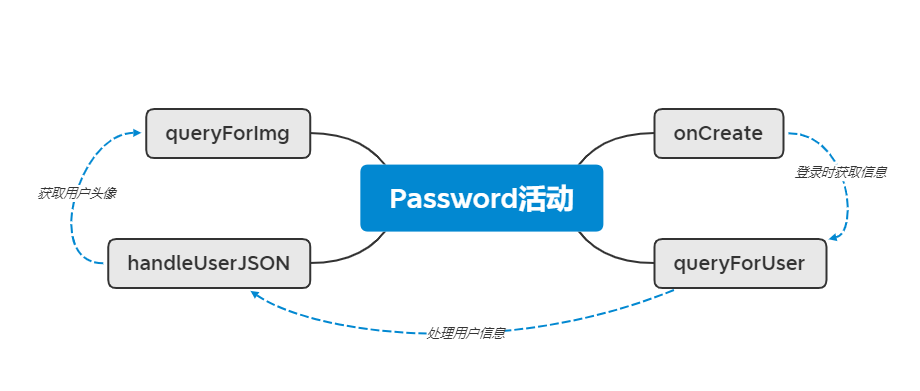 queryForImg
onCreate
登录时获取信息
获取用户头像
Password活动
handleUserJSON
queryForUser
处理用户信息